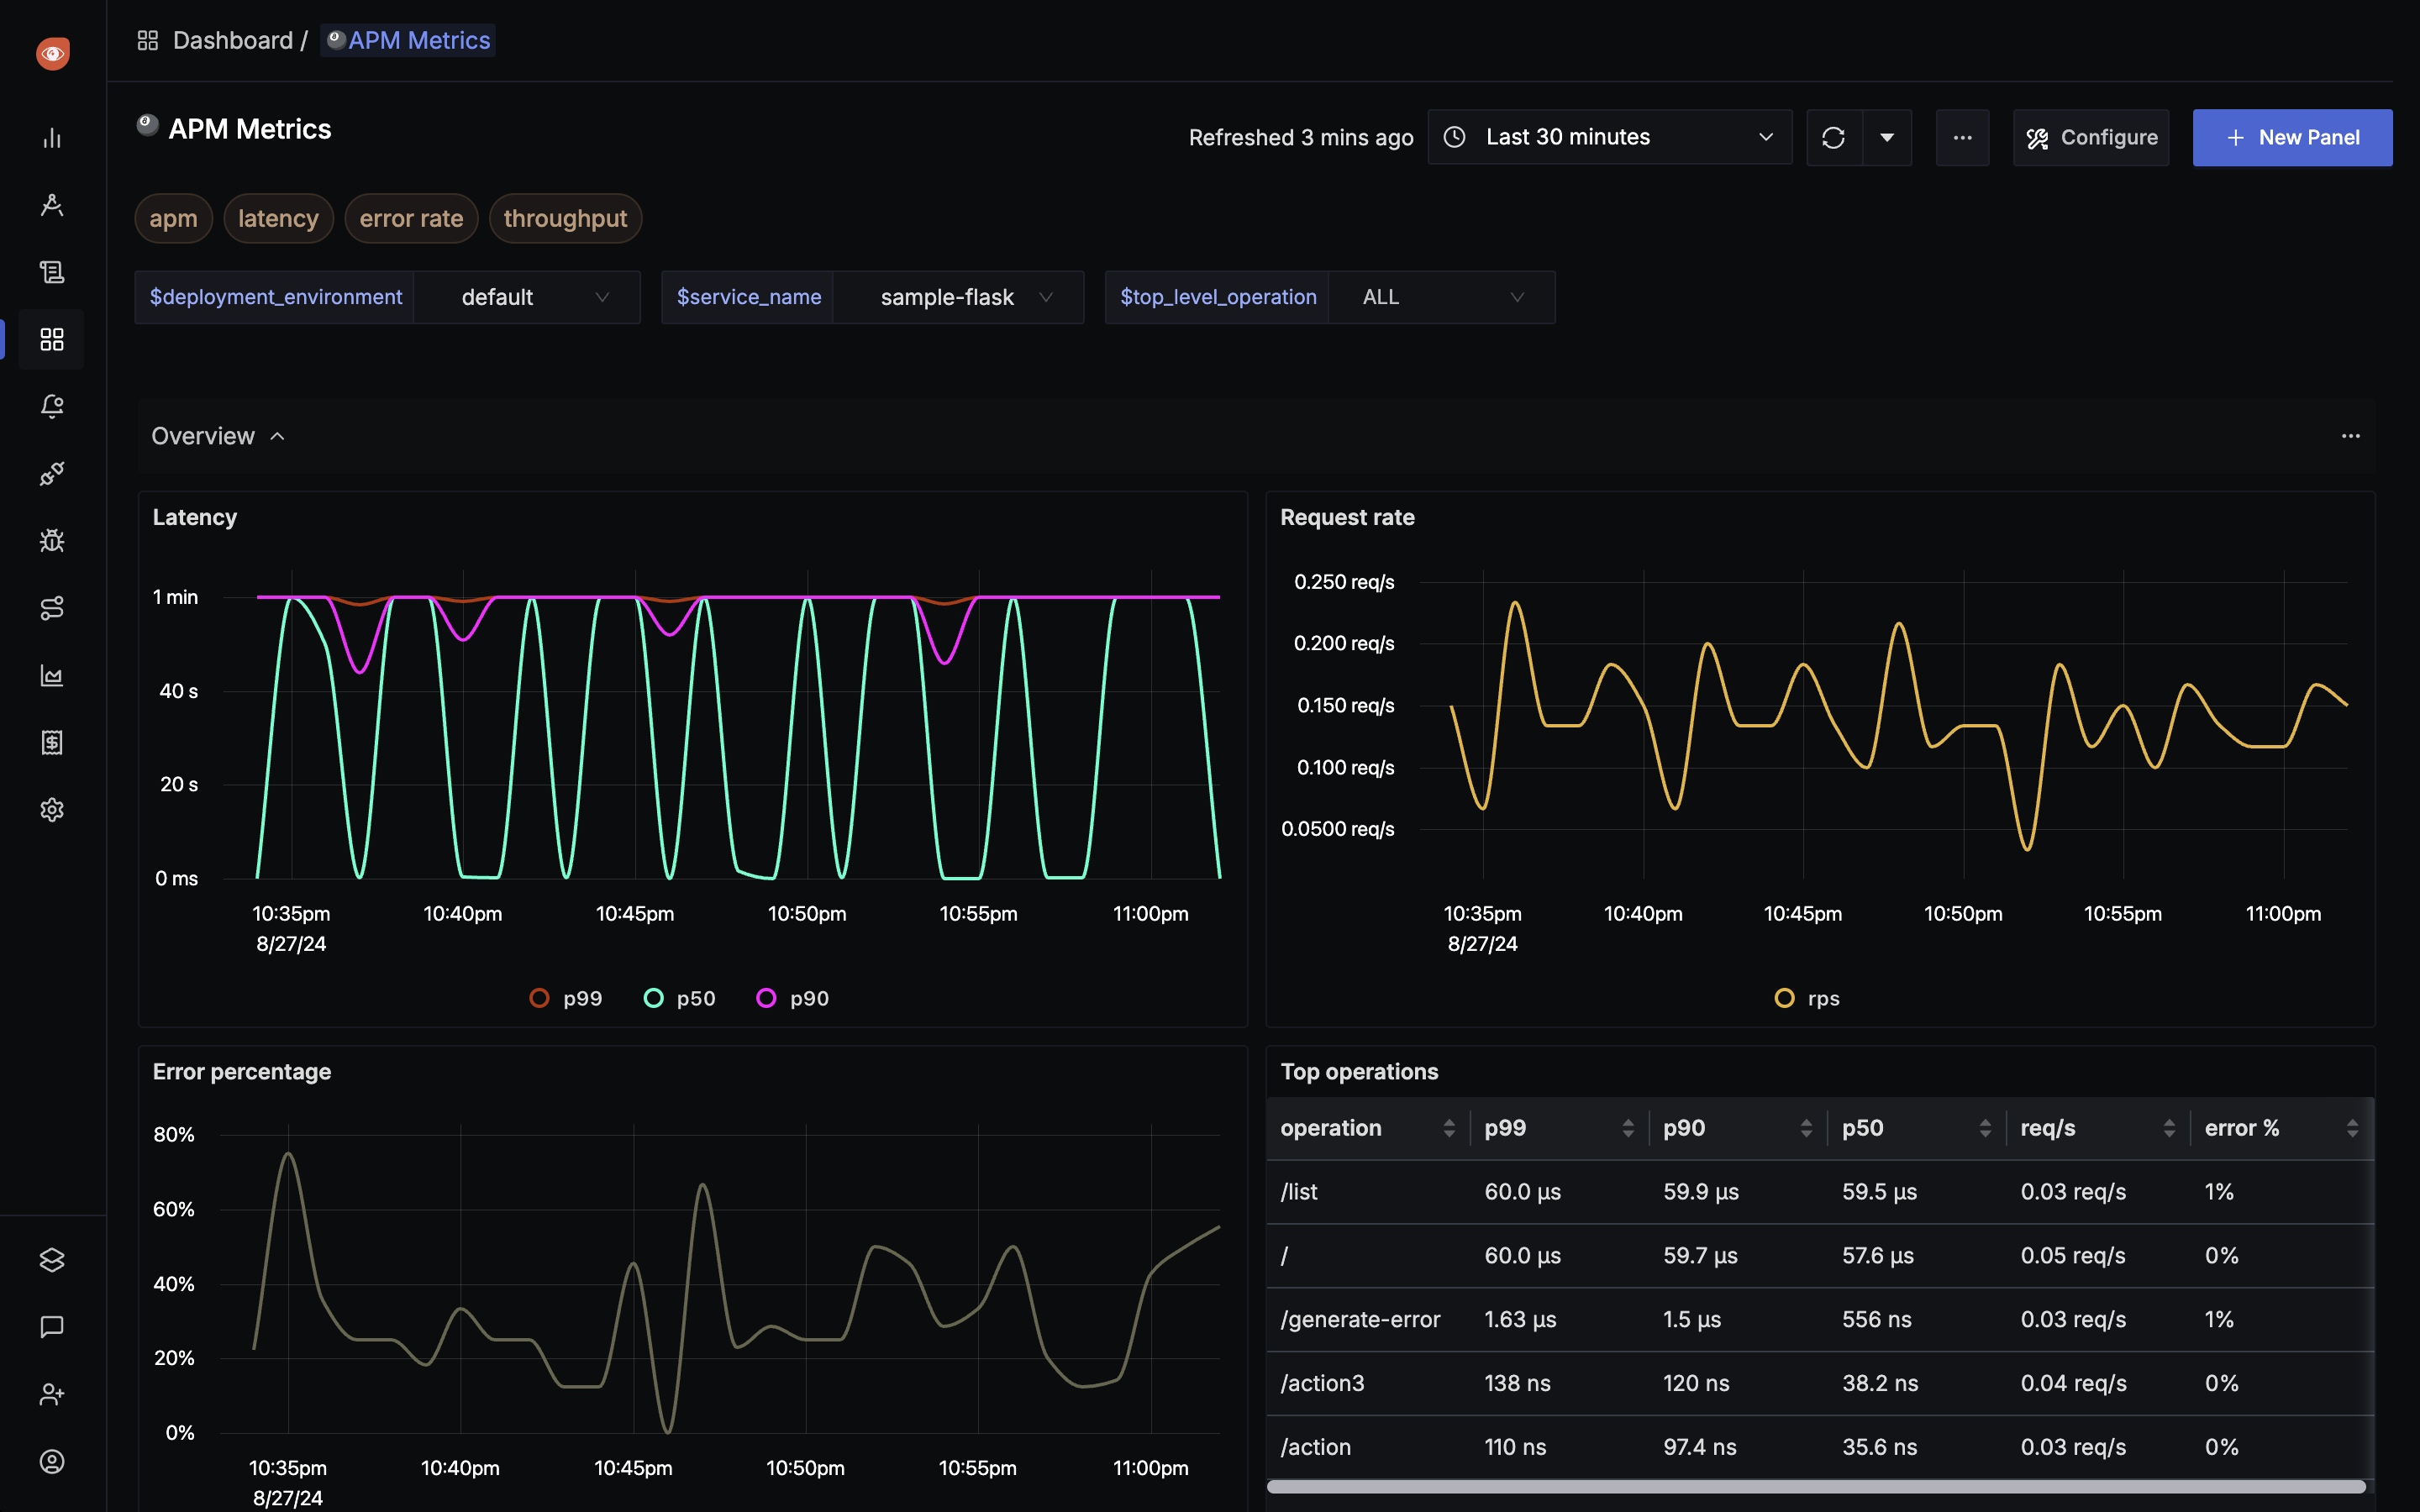 Dashboard / APM Metrics
APM Metrics
Refreshed 3 mins ago
Last 30 minutes
Configure
New Panel
apm
latency
error rate
throughput
$deployment_environment
default
$service_name
sample-flask
$top_level_operation
ALL
Overview
Latency
1 min
40 s
20 s
0 ms
10:35pm 10:40pm 10:45pm 10:50pm 10:55pm 11:00pm
8/27/24
p99 p50 p90
Request rate
0.250 req/s
0.200 req/s
0.150 req/s
0.100 req/s
0.0500 req/s
10:35pm 10:40pm 10:45pm 10:50pm 10:55pm 11:00pm
8/27/24
rps
Error percentage
80%
60%
40%
20%
0%
10:35pm 10:40pm 10:45pm 10:50pm 10:55pm 11:00pm
8/27/24
Top operations
operation p99 p90 p50 req/s error %
/list 60.0 µs 59.9 µs 59.5 µs 0.03 req/s 1%
/ 60.0 µs 59.7 µs 57.6 µs 0.05 req/s 0%
/generate-error 1.63 µs 1.5 µs 556 ns 0.03 req/s 1%
/action3 138 ns 120 ns 38.2 ns 0.04 req/s 0%
/action 110 ns 97.4 ns 35.6 ns 0.03 req/s 0%